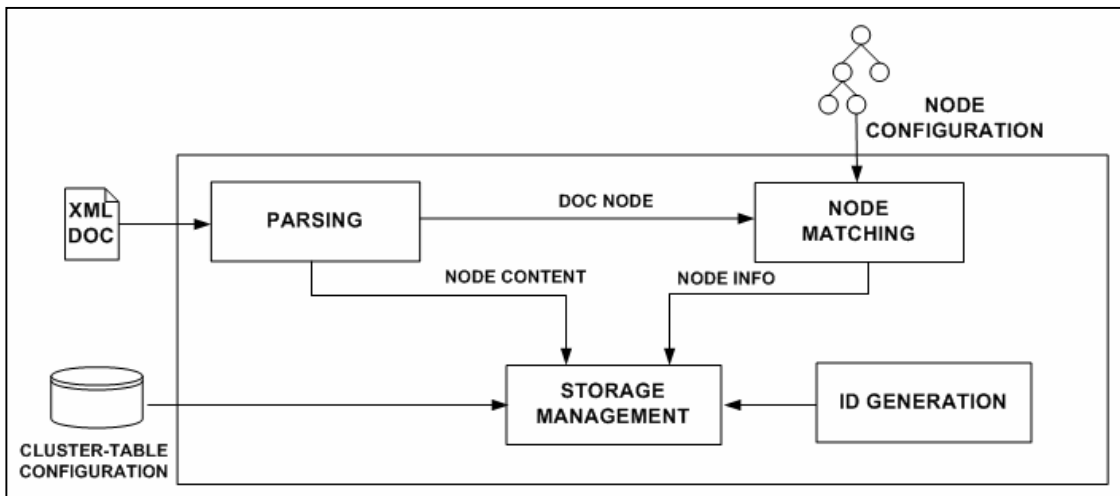 NODE
CONFIGURATION
XML
DOC
PARSING
DOC NODE
NODE
MATCHING
NODE CONTENT
NODE INFO
STORAGE
MANAGEMENT
ID GENERATION
CLUSTER-TABLE
CONFIGURATION